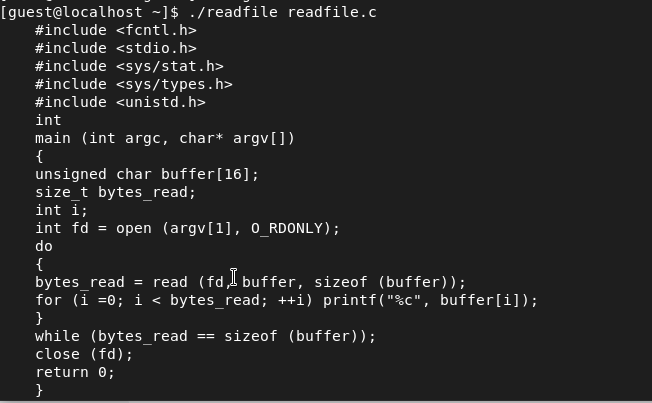 [guest@localhost ~]$ ./readfile readfile.c
#include <fcntl.h>
#include <stdio.h>
#include <sys/stat.h>
#include <sys/types.h>
#include <unistd.h>
int
main (int argc, char* argv[])
{
unsigned char buffer[16];
size_t bytes_read;
int i;
int fd = open (argv[1], O_RDONLY);
do
{
bytes_read = read (fd, buffer, sizeof (buffer));
for (i =0; i < bytes_read; ++i) printf("%c", buffer[i]);
}
while (bytes_read == sizeof (buffer));
close (fd);
return 0;
}